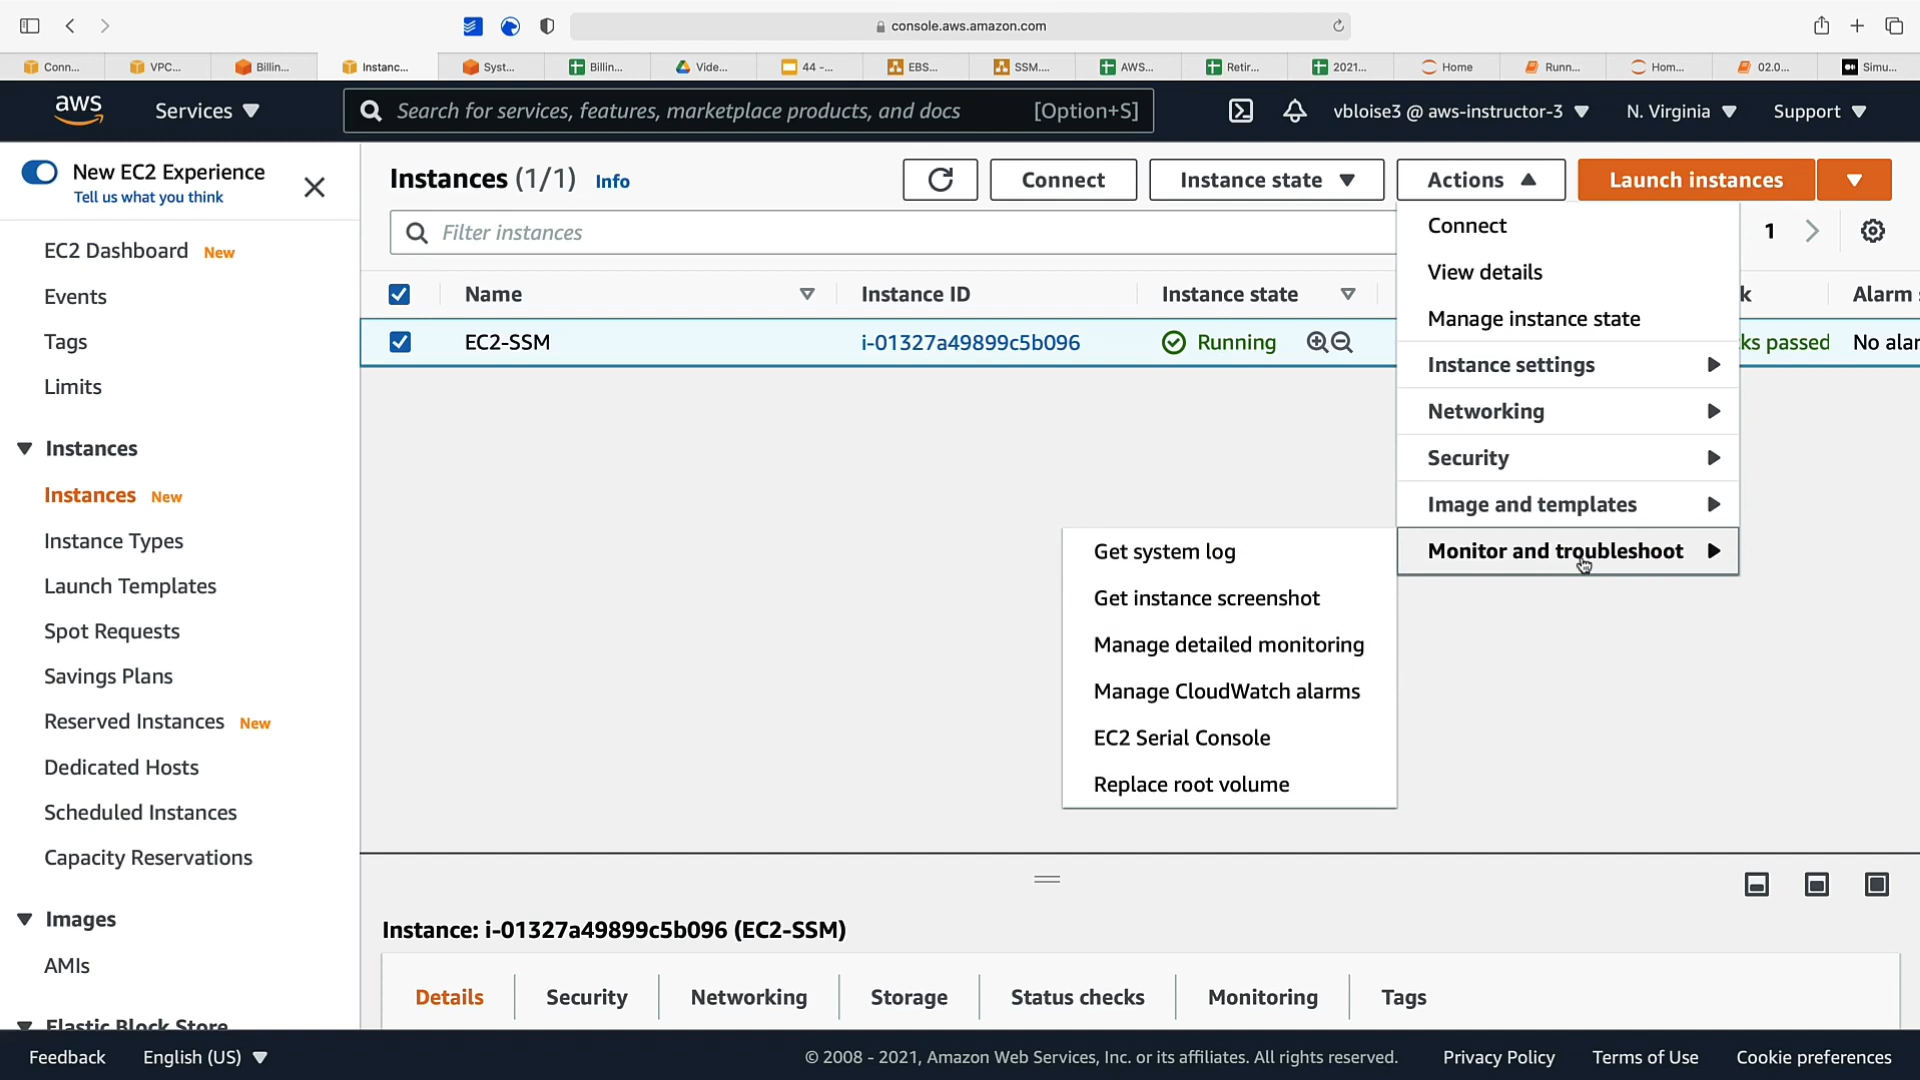 console.aws.amazon.com
Conn... VPC... Billin... Instanc... Syst... Billin... Vide... 44 -... EBS... SSM.... AWS... Retir... 2021... Home Runn... Hom... 02.0... Simu...
aws Services Search for services, features, marketplace products, and docs [Option+S] vbloise3 @ aws-instructor-3 N. Virginia Support
New EC2 Experience
Tell us what you think
EC2 Dashboard New
Events
Tags
Limits
Instances
Instances New
Instance Types
Launch Templates
Spot Requests
Savings Plans
Reserved Instances New
Dedicated Hosts
Scheduled Instances
Capacity Reservations
Images
AMIs
Elastic Block Store
Instances (1/1) Info Connect Instance state Actions Launch instances
Filter instances 1
Name Instance ID Instance state k Alarm s
EC2-SSM i-01327a49899c5b096 Running ks passed No alar
Connect
View details
Manage instance state
Instance settings
Networking
Security
Image and templates
Monitor and troubleshoot
Get system log
Get instance screenshot
Manage detailed monitoring
Manage CloudWatch alarms
EC2 Serial Console
Replace root volume
Instance: i-01327a49899c5b096 (EC2-SSM)
Details Security Networking Storage Status checks Monitoring Tags
Feedback English (US) © 2008 - 2021, Amazon Web Services, Inc. or its affiliates. All rights reserved. Privacy Policy Terms of Use Cookie preferences